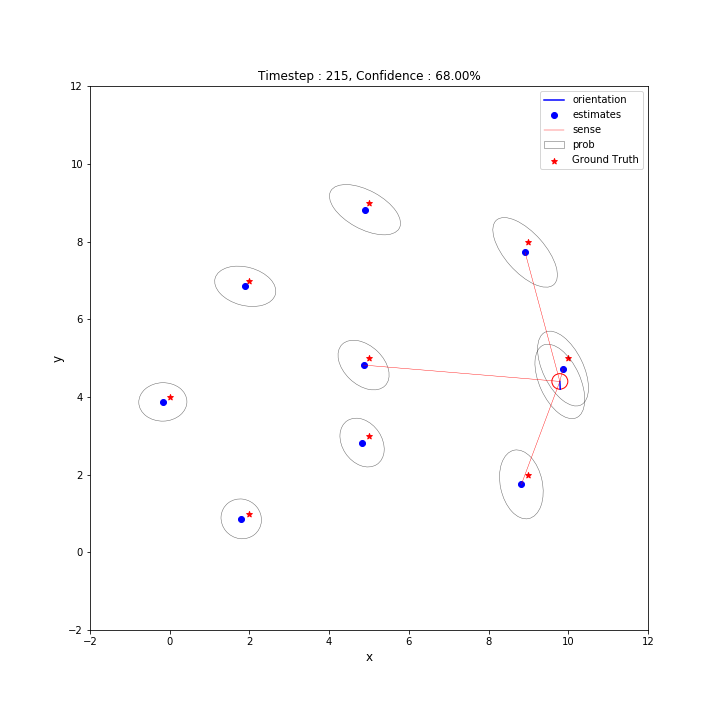 Timestep : 215, Confidence : 68.00%
orientation
estimates
sense
prob
Ground Truth
12
10
8
6
4
2
0
−2
y
−2 0 2 4 6 8 10 12
x